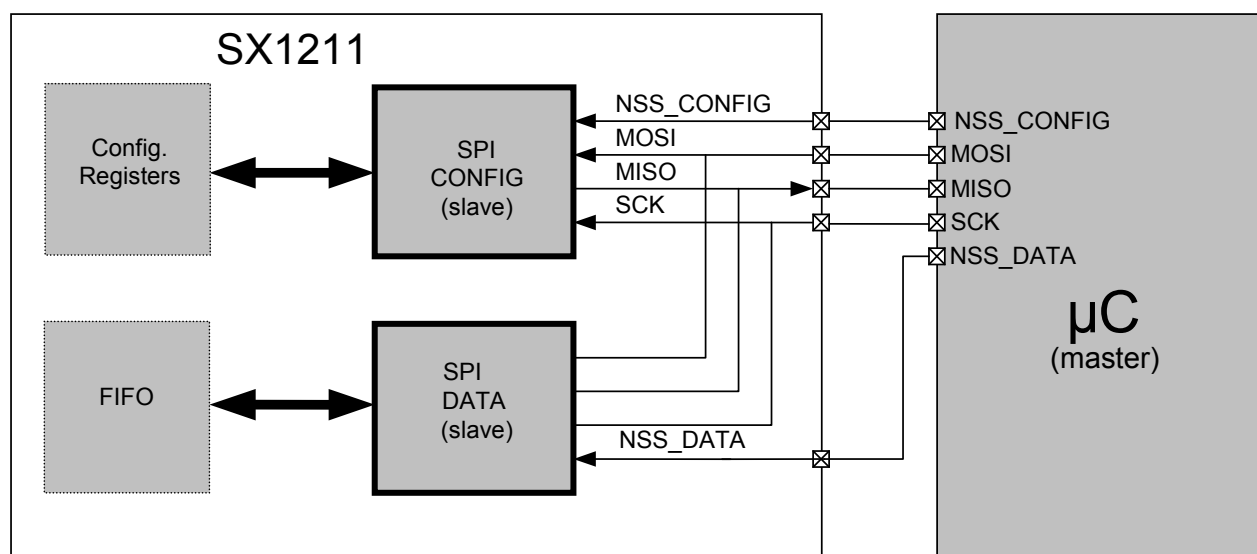 SX1211
Config.
Registers
SPI
CONFIG
(slave)
NSS_CONFIG
MOSI
MISO
SCK
FIFO
SPI
DATA
(slave)
NSS_DATA
NSS_CONFIG
MOSI
MISO
SCK
NSS_DATA
µC
(master)